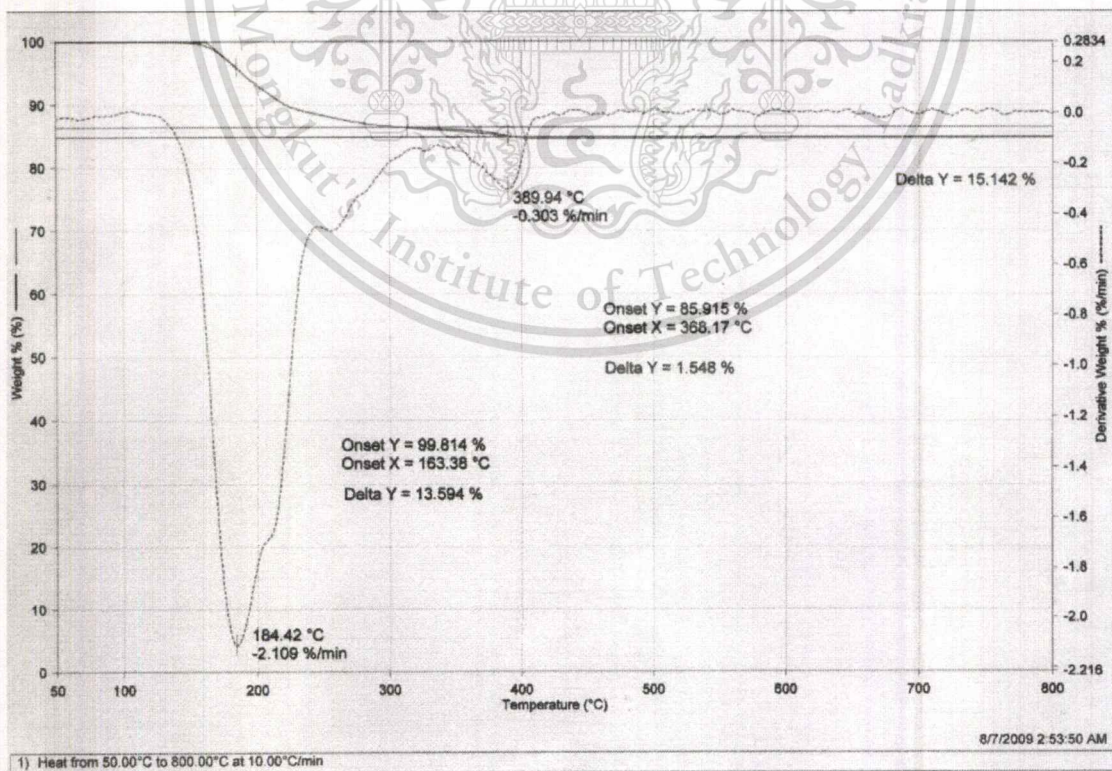 Mongkut's Institute of Technology Ladkra
100
90
80
70
60
50
40
30
20
10
0
Weight % (%)
0.2834
0.2
0.0
-0.2
-0.4
-0.6
-0.8
-1.0
-1.2
-1.4
-1.6
-1.8
-2.0
-2.216
Derivative Weight % (%/min)
389.94 °C
-0.303 %/min
Delta Y = 15.142 %
Onset Y = 85.915 %
Onset X = 368.17 °C
Delta Y = 1.548 %
Onset Y = 99.814 %
Onset X = 163.38 °C
Delta Y = 13.594 %
184.42 °C
-2.109 %/min
50 100 200 300 400 500 600 700 800
Temperature (°C)
8/7/2009 2:53:50 AM
1) Heat from 50.00°C to 800.00°C at 10.00°C/min